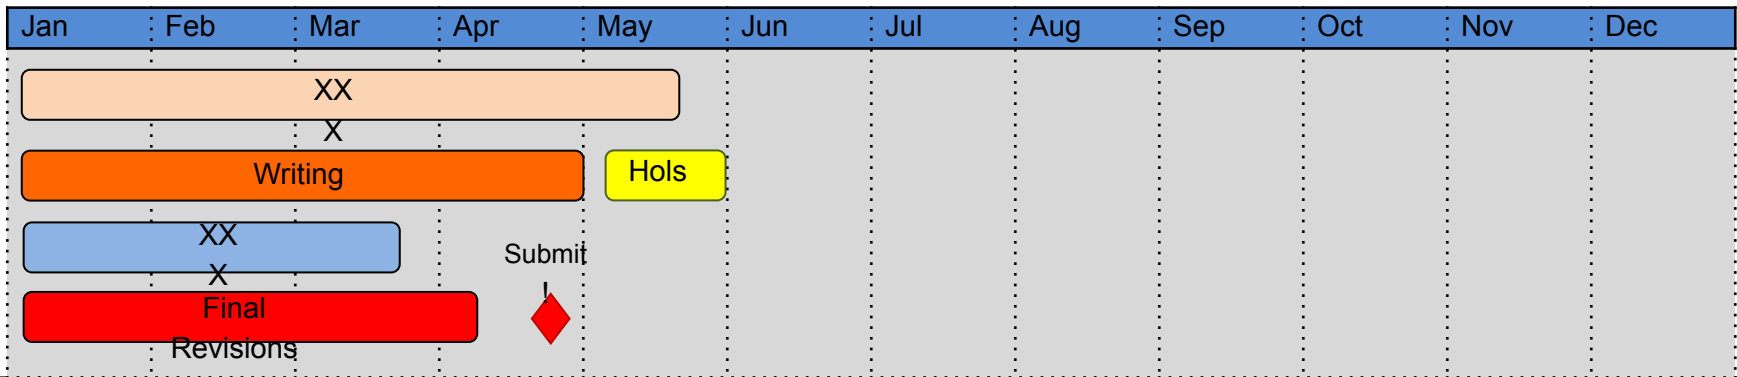 Jan Feb Mar Apr May Jun Jul Aug Sep Oct Nov Dec
XX
X
Writing
Hols
XX
X
Submit
!
Final
Revisions